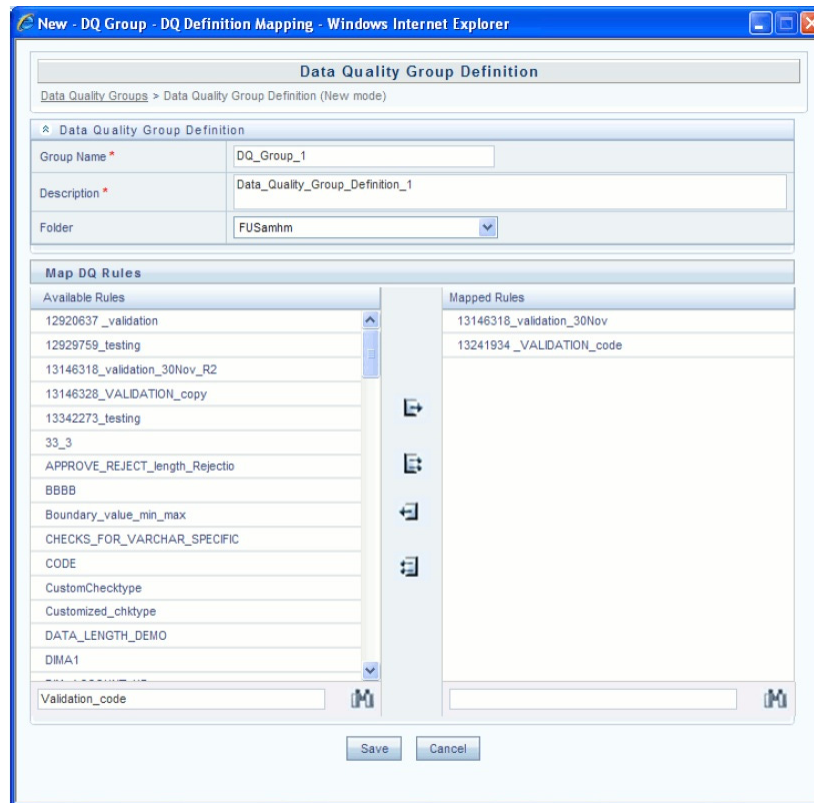 New - DQ Group - DQ Definition Mapping - Windows Internet Explorer
Data Quality Group Definition
Data Quality Groups > Data Quality Group Definition (New mode)
Data Quality Group Definition
Group Name * DQ_Group_1
Description * Data_Quality_Group_Definition_1
Folder FUSamhm
Map DQ Rules
Available Rules
12920637 _validation
12929759_testing
13146318_validation_30Nov_R2
13146328_VALIDATION_copy
13342273_testing
33_3
APPROVE_REJECT_length_Rejectio
BBBB
Boundary_value_min_max
CHECKS_FOR_VARCHAR_SPECIFIC
CODE
CustomChecktype
Customized_chktype
DATA_LENGTH_DEMO
DIMA1
Validation_code
Mapped Rules
13146318_validation_30Nov
13241934 _VALIDATION_code
Save Cancel